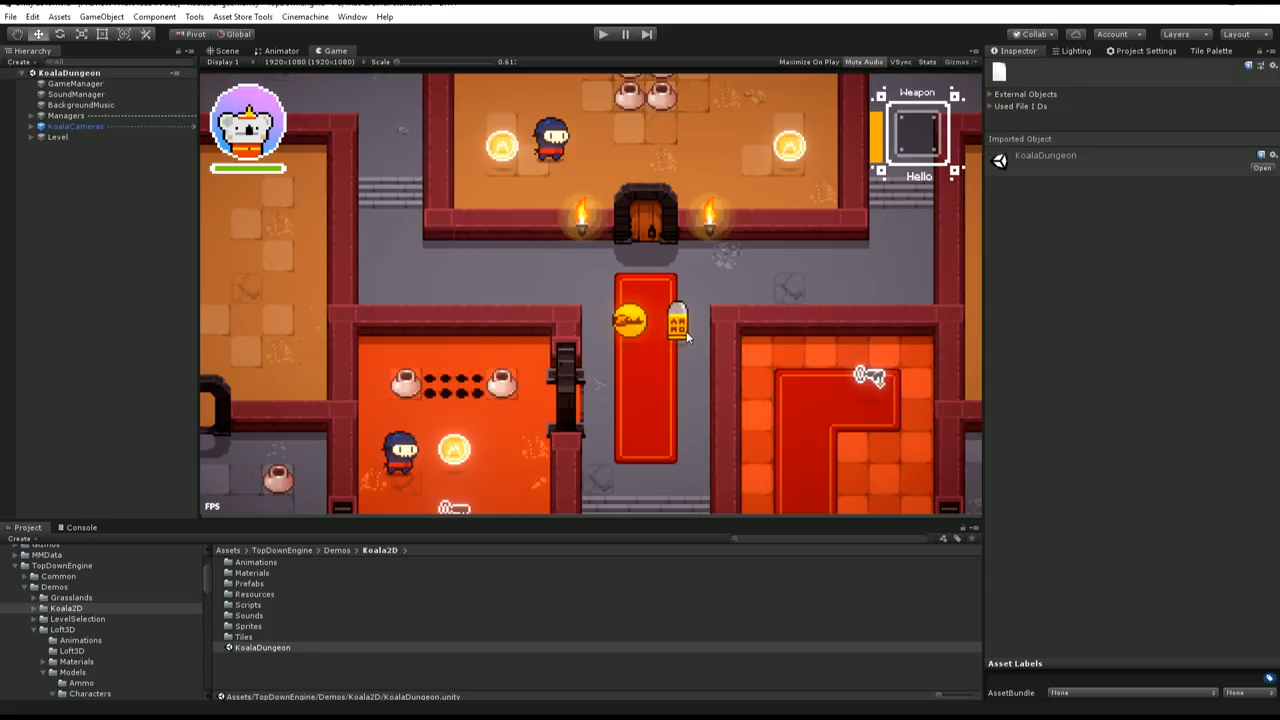 File Edit Assets GameObject Component Tools Asset Store Tools Cinemachine Window Help
Pivot Global Collab Account Layers Layout
Hierarchy Scene Animator Game Inspector Lighting Project Settings Tile Palette
Create All Display 1 1920x1080 (1920x1080) Scale Maximize On Play Mute Audio VSync Stats Gizmos
KoalaDungeon
GameManager
SoundManager
BackgroundMusic
Managers
KoalaCameras
Level
Weapon
Hello
AM
MO
FPS
External Objects
Used File I Ds
Imported Object
KoalaDungeon
Open
Project Console
Create
Gizmos
MMData
TopDownEngine
Common
Demos
Grasslands
Koala2D
LevelSelection
Loft3D
Animations
Loft3D
Materials
Models
Ammo
Characters
Assets > TopDownEngine > Demos > Koala2D >
Animations
Materials
Prefabs
Resources
Scripts
Sounds
Sprites
Tiles
KoalaDungeon
Assets/TopDownEngine/Demos/Koala2D/KoalaDungeon.unity
Asset Labels
AssetBundle None None